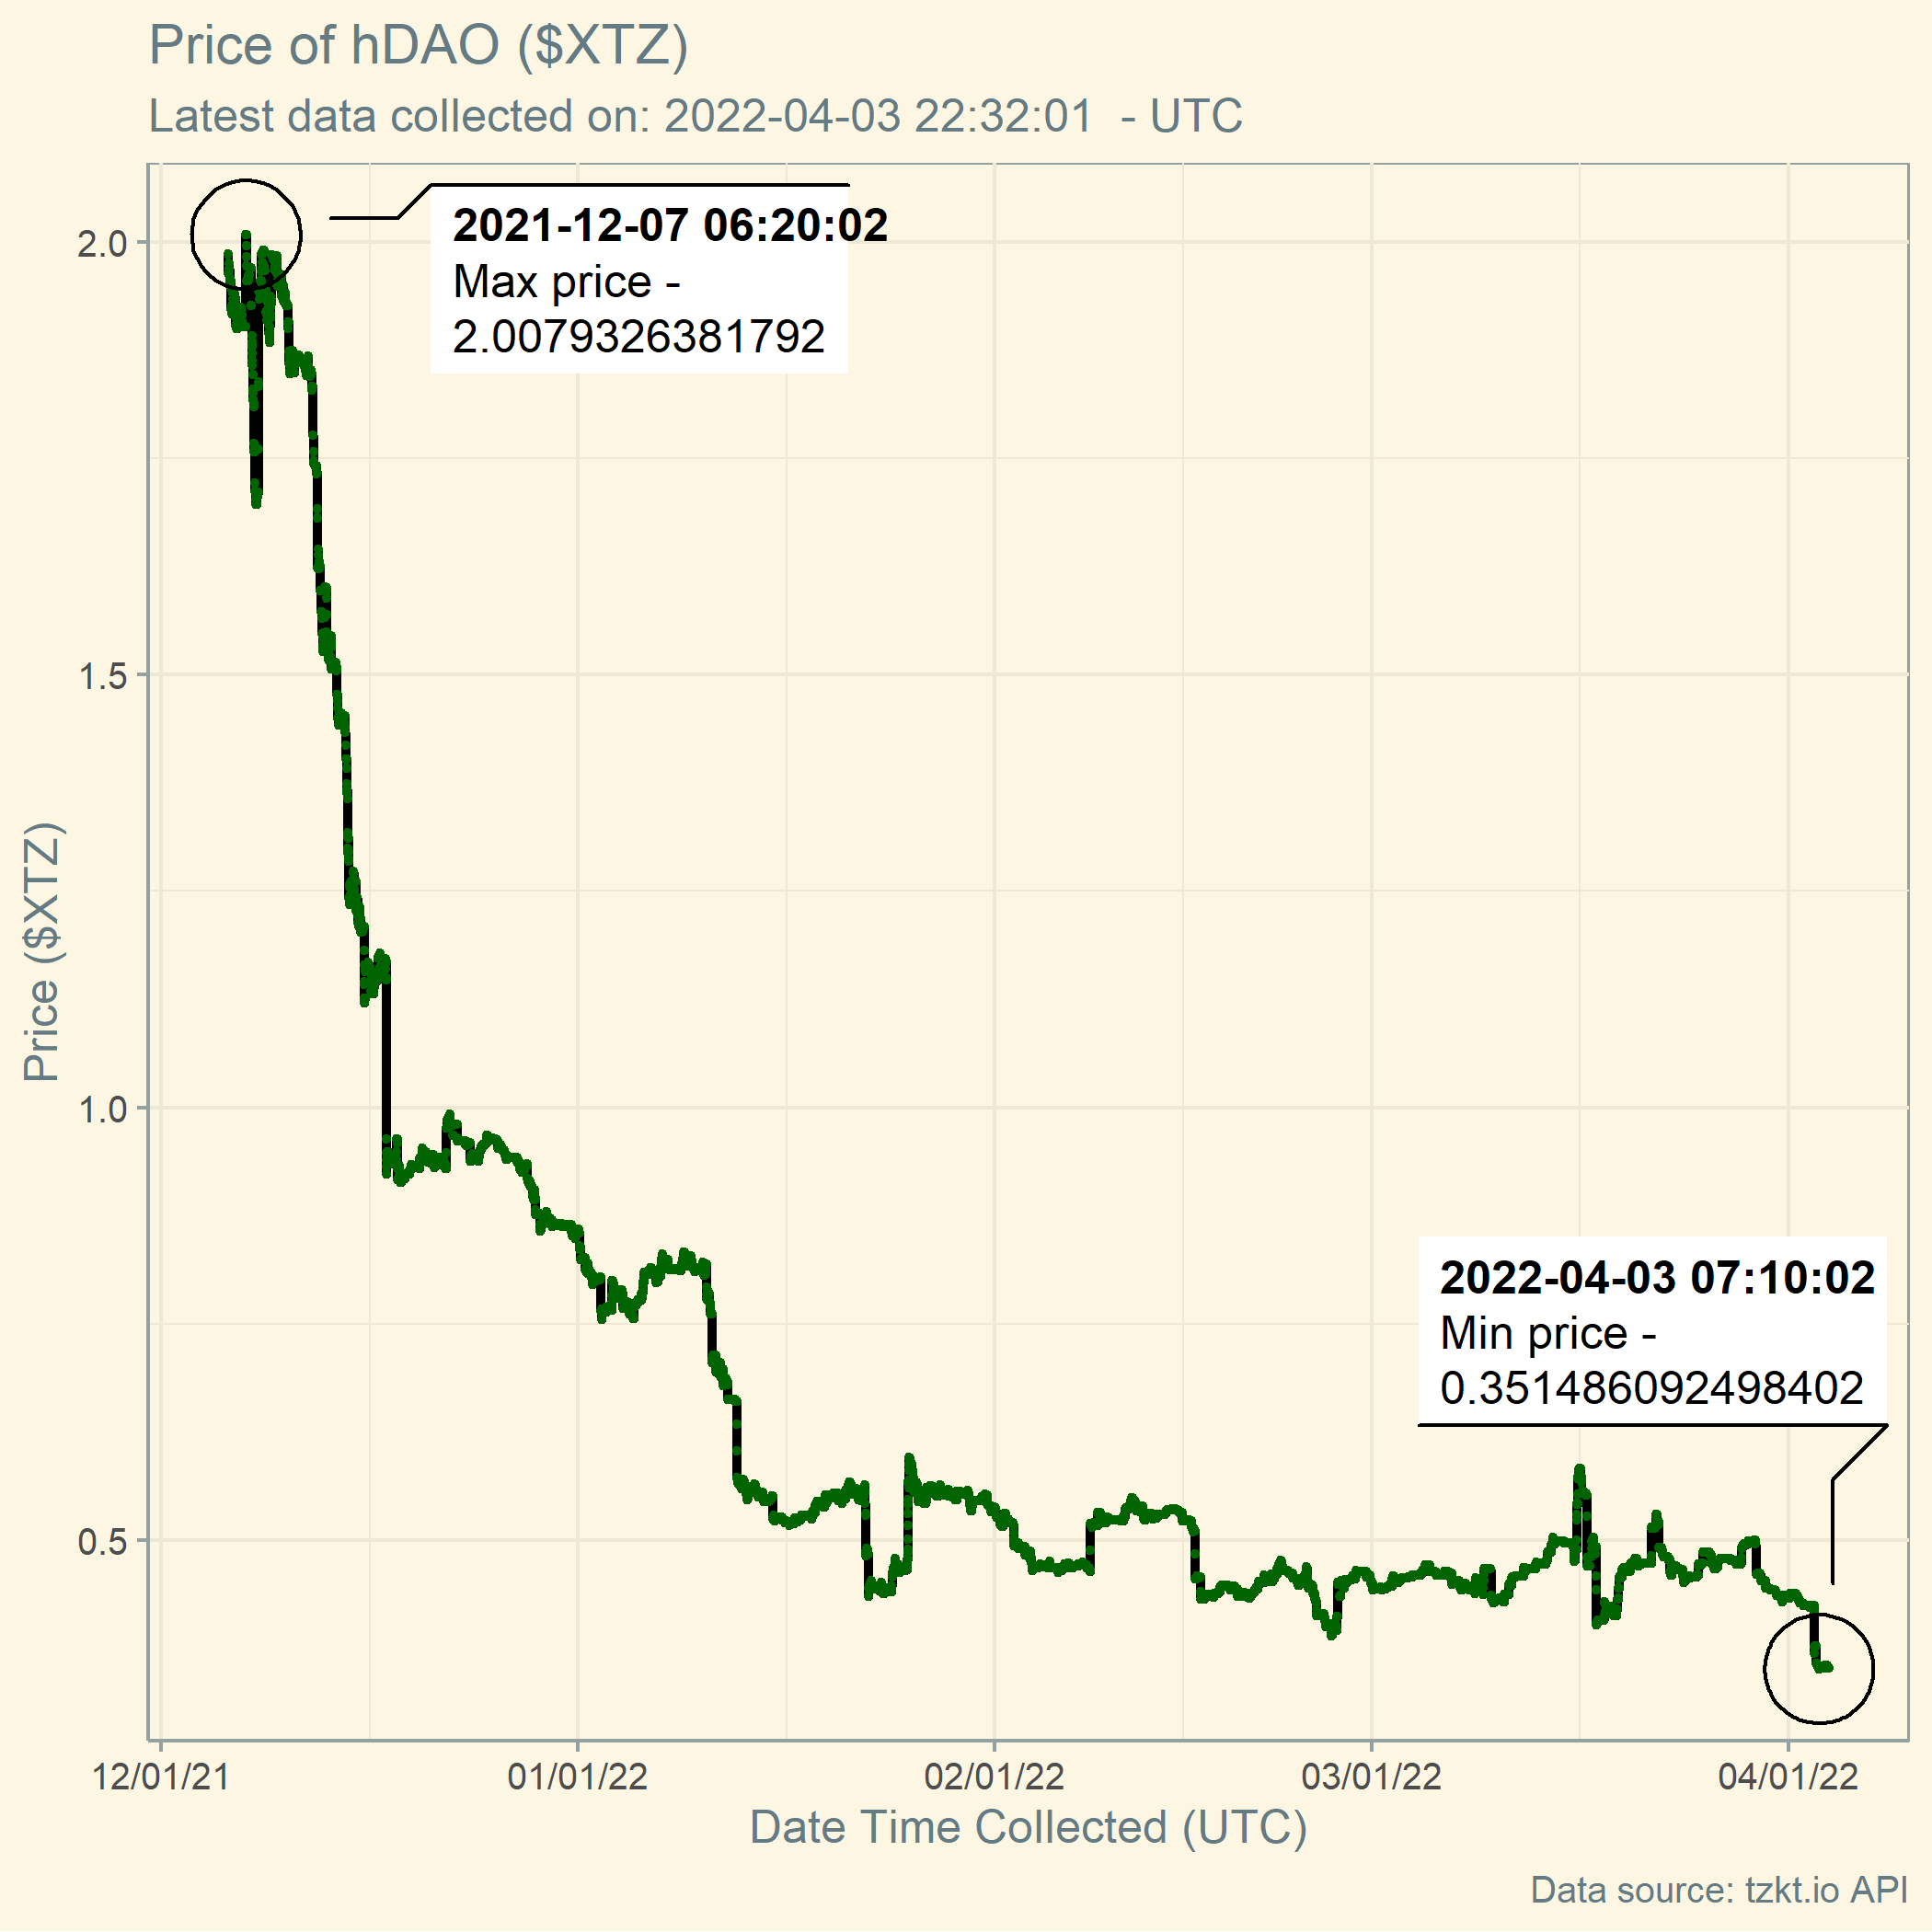 Price of hDAO ($XTZ)
Latest data collected on: 2022-04-03 22:32:01  - UTC
2021-12-07 06:20:02
Max price -
2.0079326381792
2.0
1.5
1.0
0.5
Price ($XTZ)
2022-04-03 07:10:02
Min price -
0.351486092498402
12/01/21
01/01/22
02/01/22
03/01/22
04/01/22
Date Time Collected (UTC)
Data source: tzkt.io API